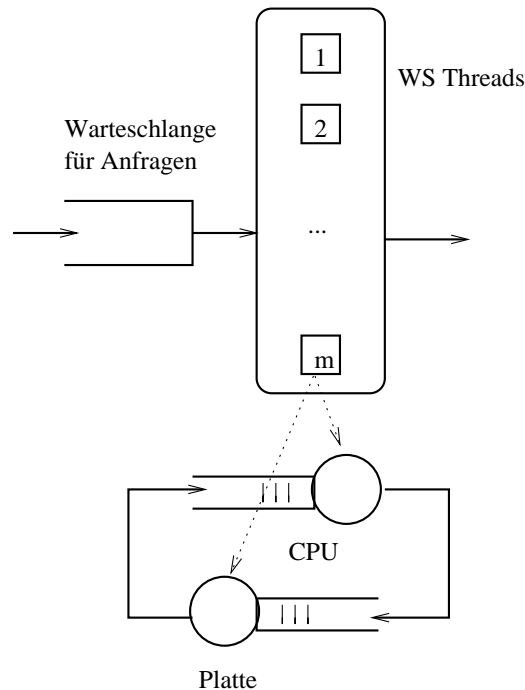 1
WS Threads
2
Warteschlange
für Anfragen
...
m
CPU
Platte